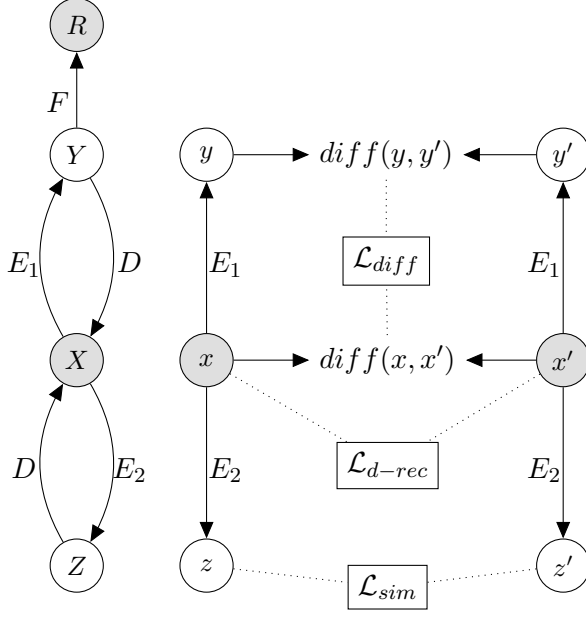 R
F
Y
y
diff(y, y′)
y′
E₁
D
E₁
ℒ_diff
E₁
X
x
diff(x, x′)
x′
D
E₂
E₂
ℒ_d−rec
E₂
Z
z
ℒ_sim
z′